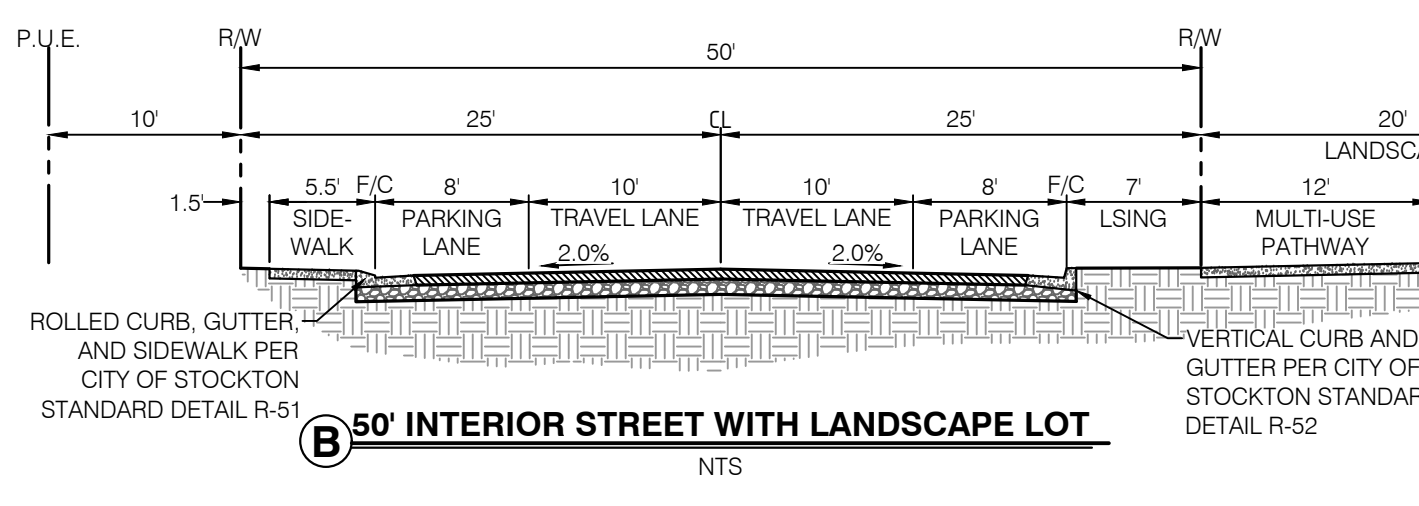 P.U.E.
R/W
R/W
50'
10'
25'
CL
25'
20'
LANDSCA
1.5'
5.5'
F/C
8'
10'
10'
8'
F/C
7'
12'
SIDE-
WALK
PARKING
LANE
TRAVEL LANE
TRAVEL LANE
PARKING
LANE
LSING
MULTI-USE
PATHWAY
2.0%
2.0%
ROLLED CURB, GUTTER,
AND SIDEWALK PER
CITY OF STOCKTON
STANDARD DETAIL R-51
VERTICAL CURB AND
GUTTER PER CITY OF
STOCKTON STANDAR
DETAIL R-52
B
50' INTERIOR STREET WITH LANDSCAPE LOT
NTS